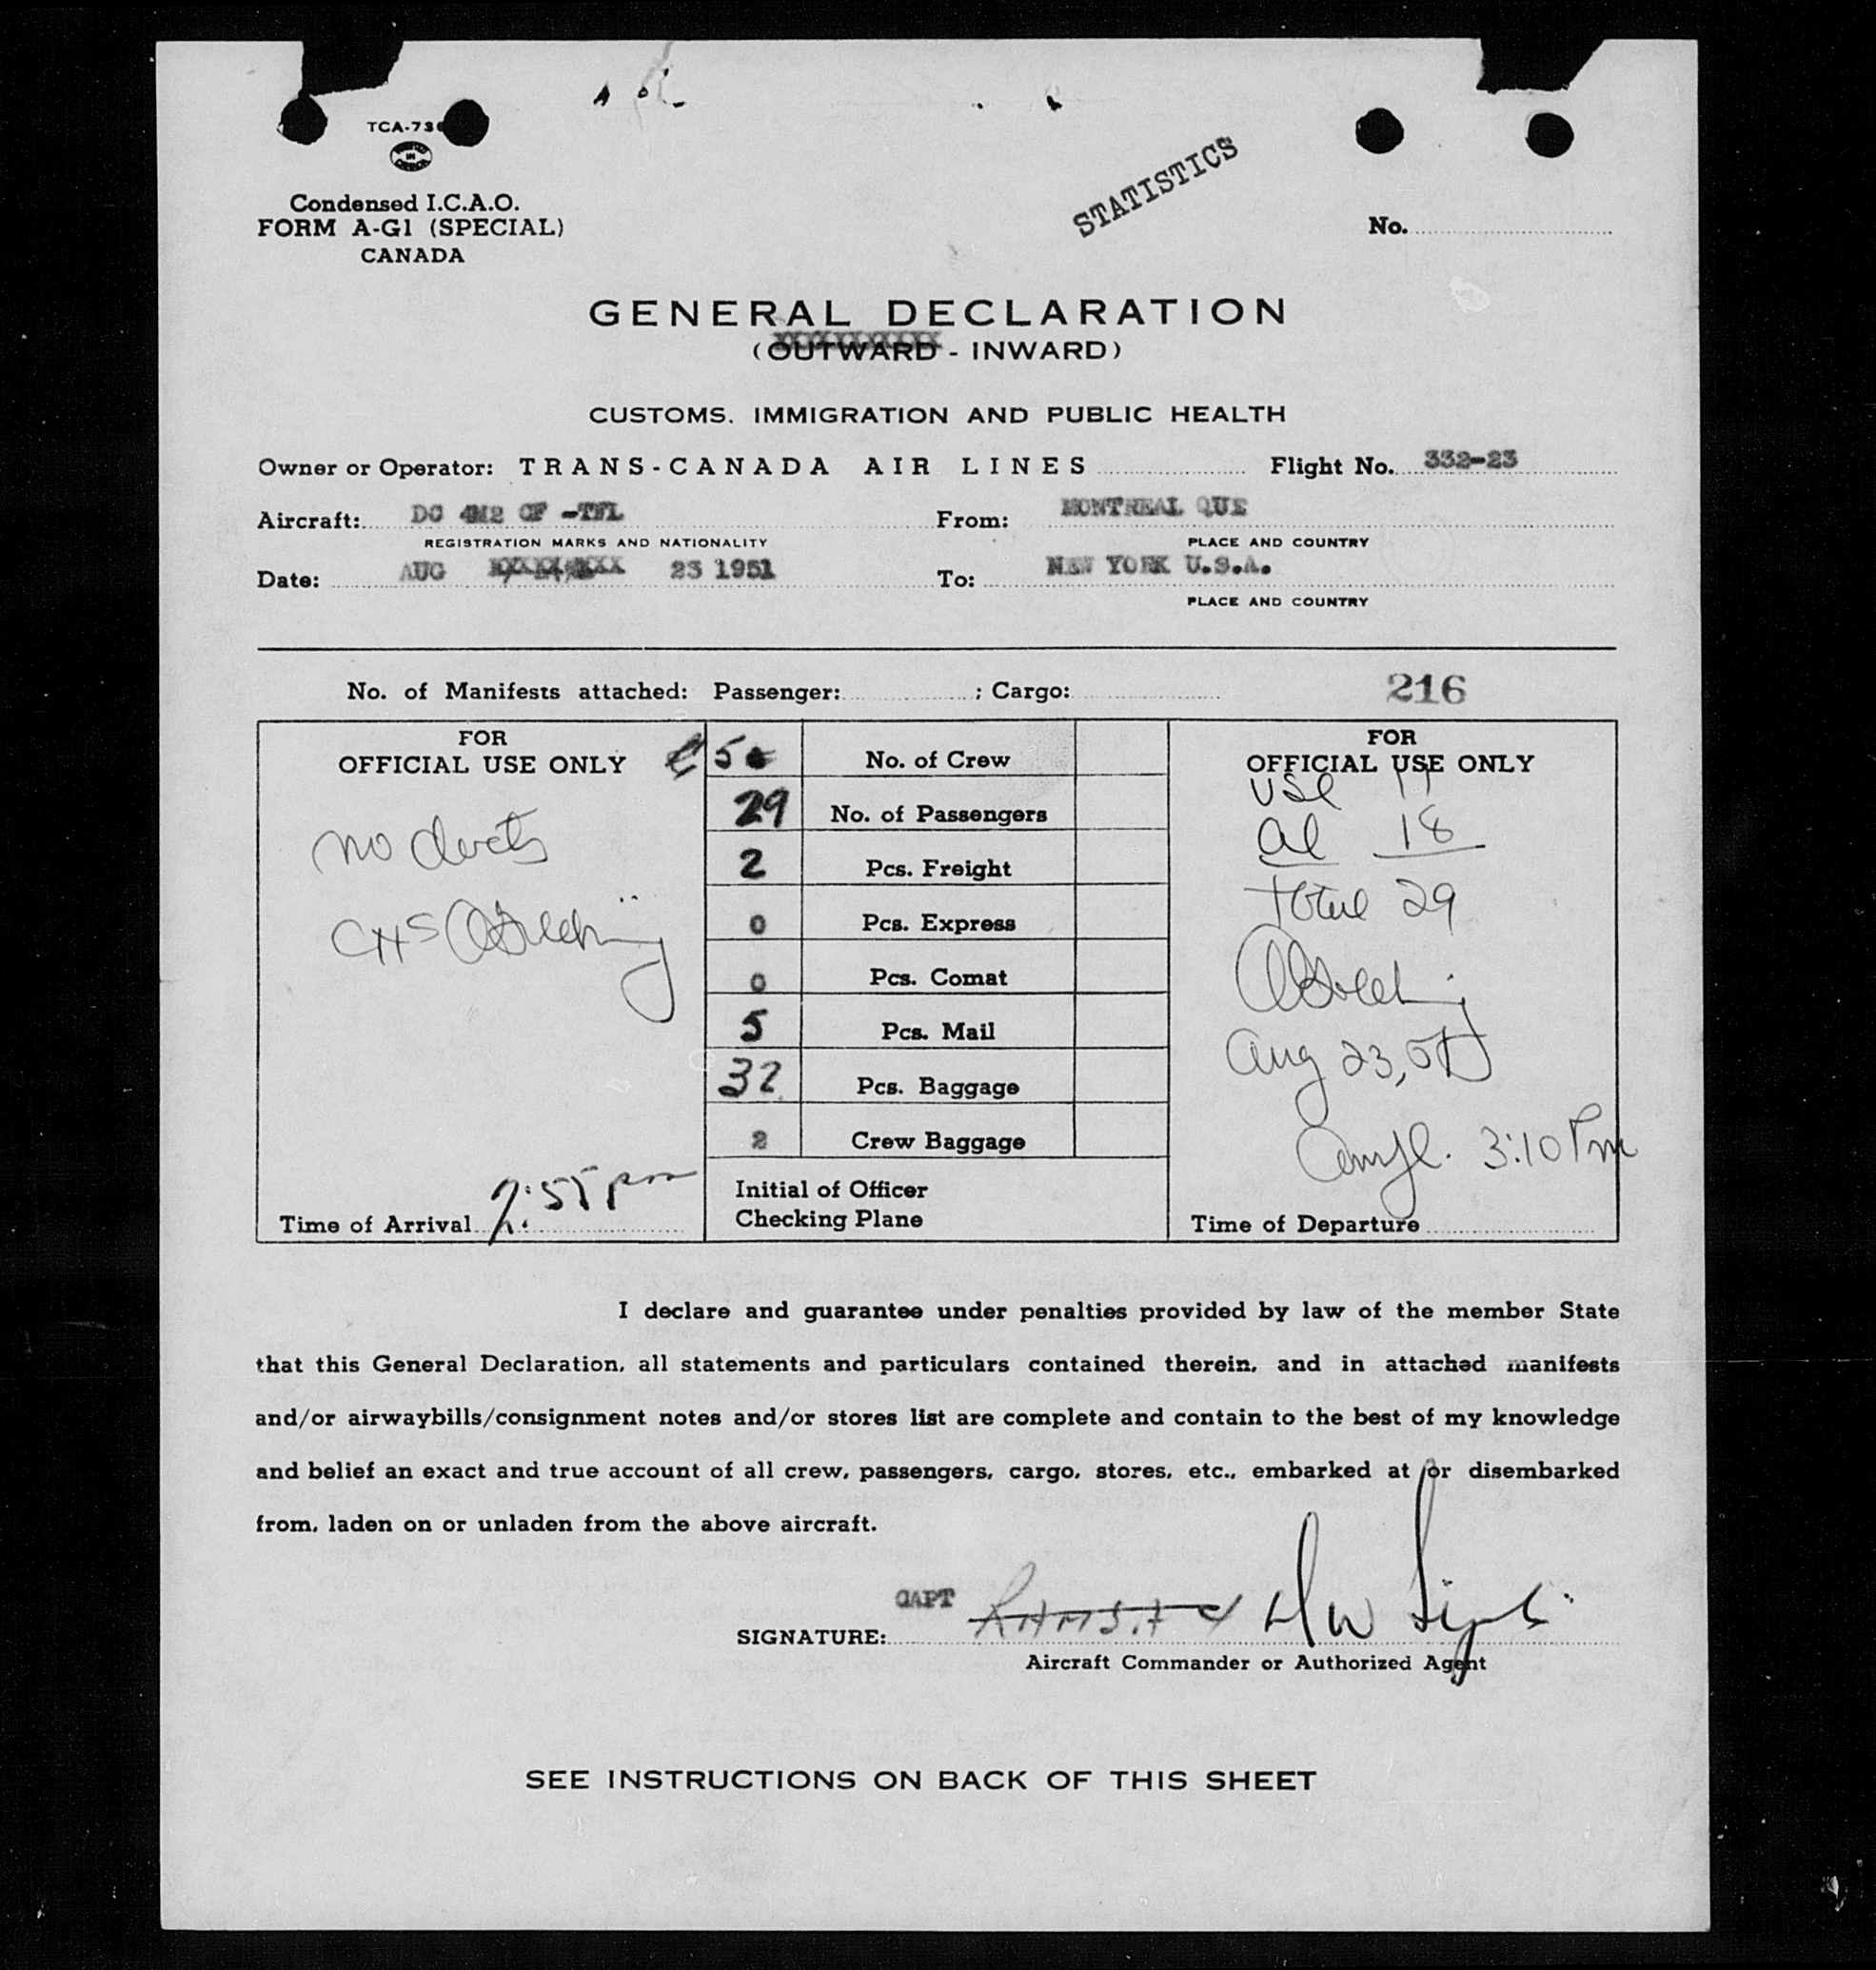 TCA-73
Condensed I.C.A.O.
FORM A-G1 (SPECIAL)
CANADA
STATISTICS
No.
GENERAL DECLARATION
(OUTWARD - INWARD)
CUSTOMS, IMMIGRATION AND PUBLIC HEALTH
Owner or Operator: TRANS-CANADA AIR LINES Flight No. 332-23
Aircraft: DC 4M2 CF -TFL From: MONTREAL QUE
REGISTRATION MARKS AND NATIONALITY PLACE AND COUNTRY
Date: AUG 23 1951 To: NEW YORK U.S.A.
PLACE AND COUNTRY
No. of Manifests attached: Passenger: ; Cargo: 216
FOR
OFFICIAL USE ONLY
no
7:55 pm
Time of Arrival
5 No. of Crew
29 No. of Passengers
2 Pcs. Freight
0 Pcs. Express
0 Pcs. Comat
5 Pcs. Mail
32 Pcs. Baggage
2 Crew Baggage
Initial of Officer
Checking Plane
FOR
OFFICIAL USE ONLY
USC 11
al 18
Total 29
Aug 23, 51
3:10 Pm
Time of Departure
I declare and guarantee under penalties provided by law of the member State
that this General Declaration, all statements and particulars contained therein, and in attached manifests
and/or airwaybills/consignment notes and/or stores list are complete and contain to the best of my knowledge
and belief an exact and true account of all crew, passengers, cargo, stores, etc., embarked at or disembarked
from, laden on or unladen from the above aircraft.
CAPT RAMSAY
SIGNATURE:
Aircraft Commander or Authorized Agent
SEE INSTRUCTIONS ON BACK OF THIS SHEET